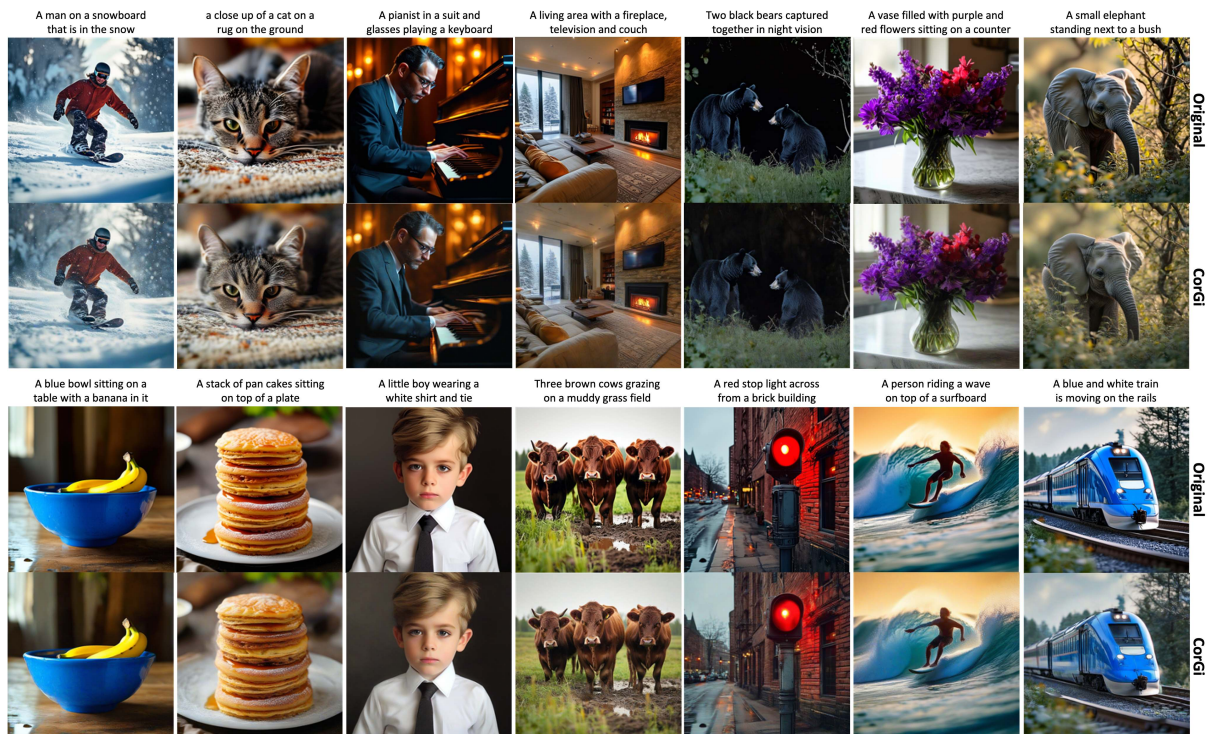 A man on a snowboard
that is in the snow
a close up of a cat on a
rug on the ground
A pianist in a suit and
glasses playing a keyboard
A living area with a fireplace,
television and couch
Two black bears captured
together in night vision
A vase filled with purple and
red flowers sitting on a counter
A small elephant
standing next to a bush
Original
CorGi
A blue bowl sitting on a
table with a banana in it
A stack of pan cakes sitting
on top of a plate
A little boy wearing a
white shirt and tie
Three brown cows grazing
on a muddy grass field
A red stop light across
from a brick building
A person riding a wave
on top of a surfboard
A blue and white train
is moving on the rails
Original
CorGi